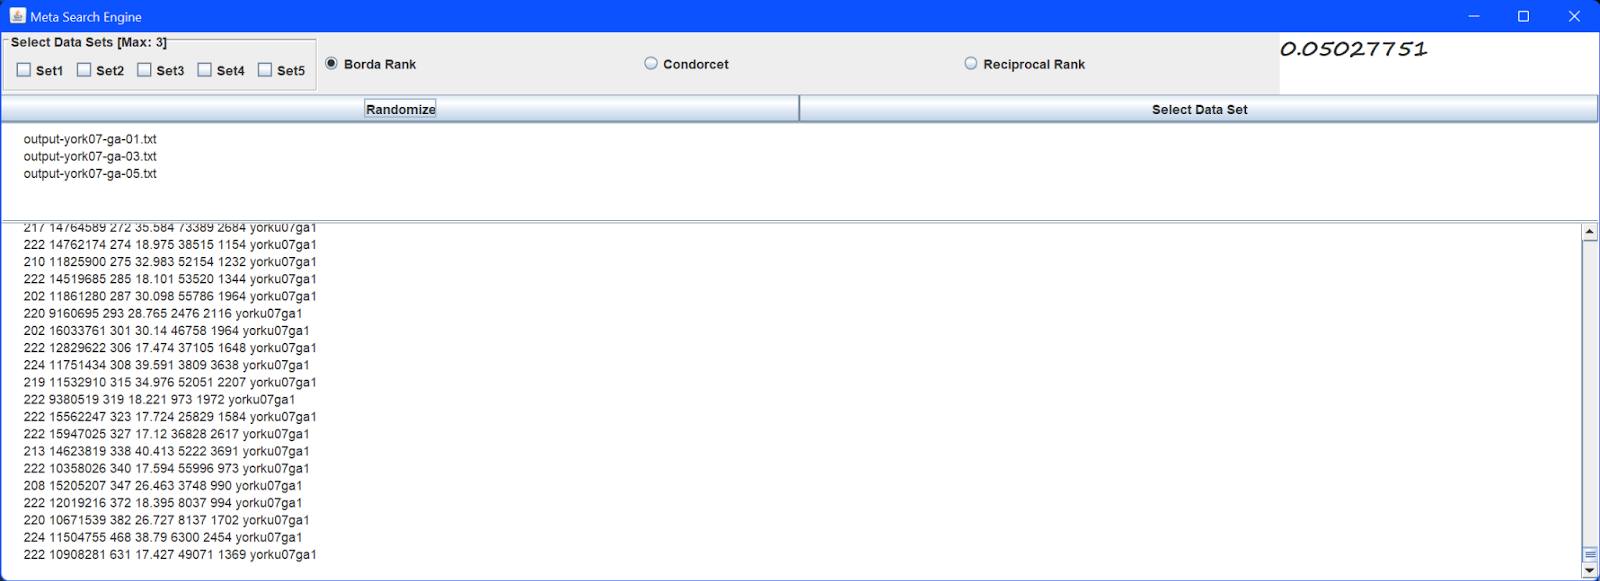 Meta Search Engine
Select Data Sets [Max: 3]
Set1 Set2 Set3 Set4 Set5 Borda Rank Condorcet Reciprocal Rank 0.05027751
Randomize Select Data Set
output-york07-ga-01.txt
output-york07-ga-03.txt
output-york07-ga-05.txt
217 14764589 272 35.584 73389 2684 yorku07ga1
222 14762174 274 18.975 38515 1154 yorku07ga1
210 11825900 275 32.983 52154 1232 yorku07ga1
222 14519685 285 18.101 53520 1344 yorku07ga1
202 11861280 287 30.098 55786 1964 yorku07ga1
220 9160695 293 28.765 2476 2116 yorku07ga1
202 16033761 301 30.14 46758 1964 yorku07ga1
222 12829622 306 17.474 37105 1648 yorku07ga1
224 11751434 308 39.591 3809 3638 yorku07ga1
219 11532910 315 34.976 52051 2207 yorku07ga1
222 9380519 319 18.221 973 1972 yorku07ga1
222 15562247 323 17.724 25829 1584 yorku07ga1
222 15947025 327 17.12 36828 2617 yorku07ga1
213 14623819 338 40.413 5222 3691 yorku07ga1
222 10358026 340 17.594 55996 973 yorku07ga1
208 15205207 347 26.463 3748 990 yorku07ga1
222 12019216 372 18.395 8037 994 yorku07ga1
220 10671539 382 26.727 8137 1702 yorku07ga1
224 11504755 468 38.79 6300 2454 yorku07ga1
222 10908281 631 17.427 49071 1369 yorku07ga1